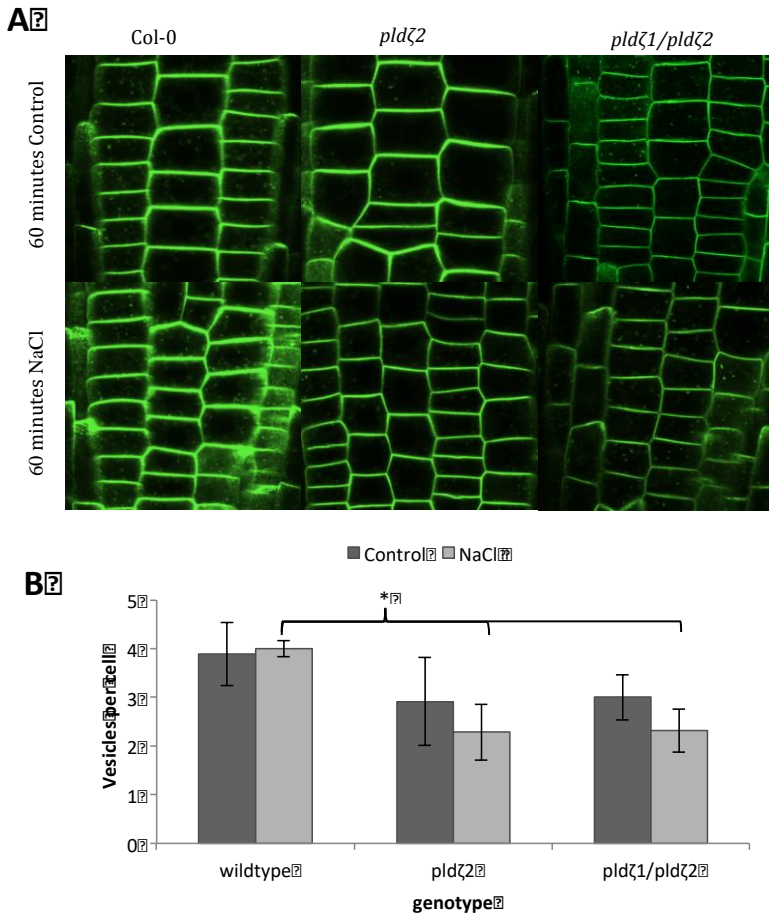 A
Col-0 pldζ2 pldζ1/pldζ2
60 minutes Control
60 minutes NaCl
B
Control NaCl
*
5
4
3
2
1
0
Vesicles per cell
wildtype pldζ2 pldζ1/pldζ2
genotype